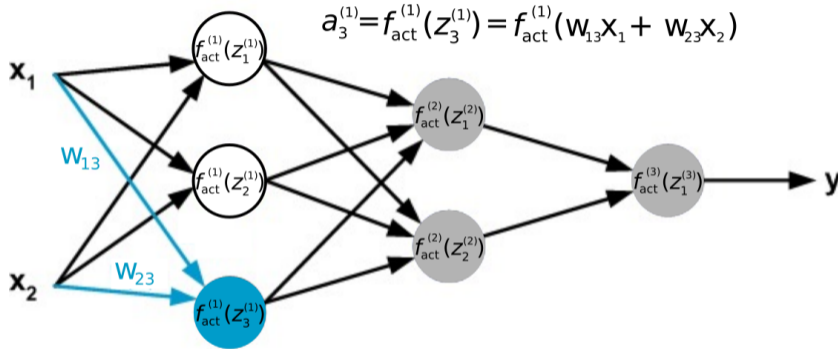 a₃⁽¹⁾=f_act⁽¹⁾(z₃⁽¹⁾)=f_act⁽¹⁾(w₁₃x₁+ w₂₃x₂)
f_act⁽¹⁾(z₁⁽¹⁾)
x₁
f_act⁽²⁾(z₁⁽²⁾)
w₁₃
f_act⁽¹⁾(z₂⁽¹⁾)
f_act⁽³⁾(z₁⁽³⁾)
y
f_act⁽²⁾(z₂⁽²⁾)
x₂
w₂₃
f_act⁽¹⁾(z₃⁽¹⁾)